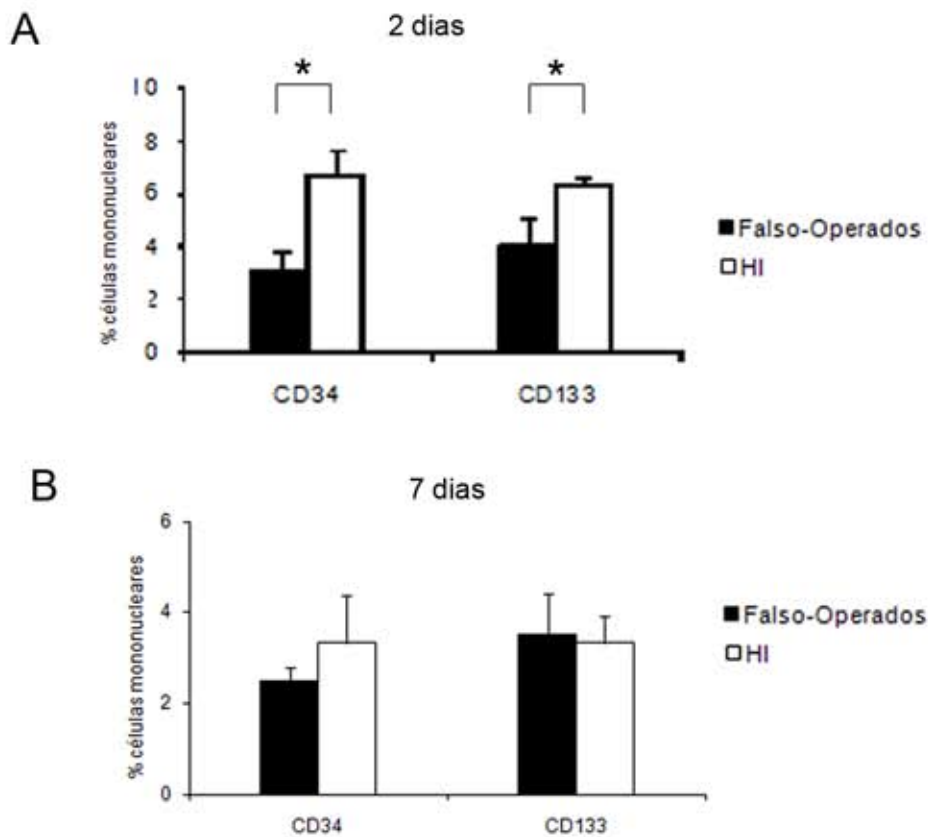 A
2 dias
* *
10
8
6
4
2
0
% células mononucleares
CD34 CD133
Falso-Operados
HI
B
7 dias
6
4
2
0
% células mononucleares
CD34 CD133
Falso-Operados
HI